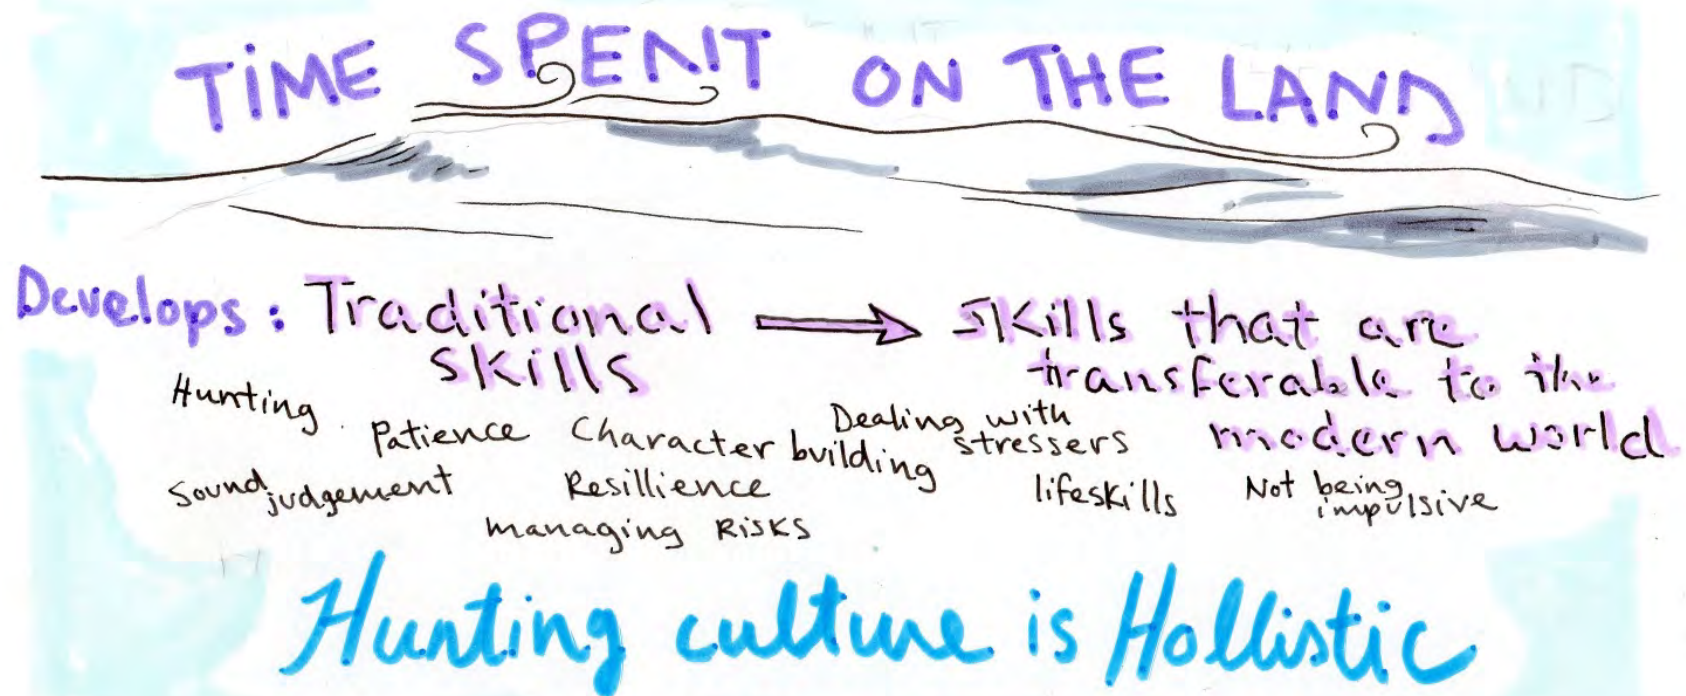 TIME SPENT ON THE LAND
Develops: Traditional skills → skills that are transferable to the modern world
Hunting
Patience
Character building
Dealing with stressers
Sound judgement
Resillience
lifeskills
Not being impulsive
managing RISKS
Hunting culture is Hollistic